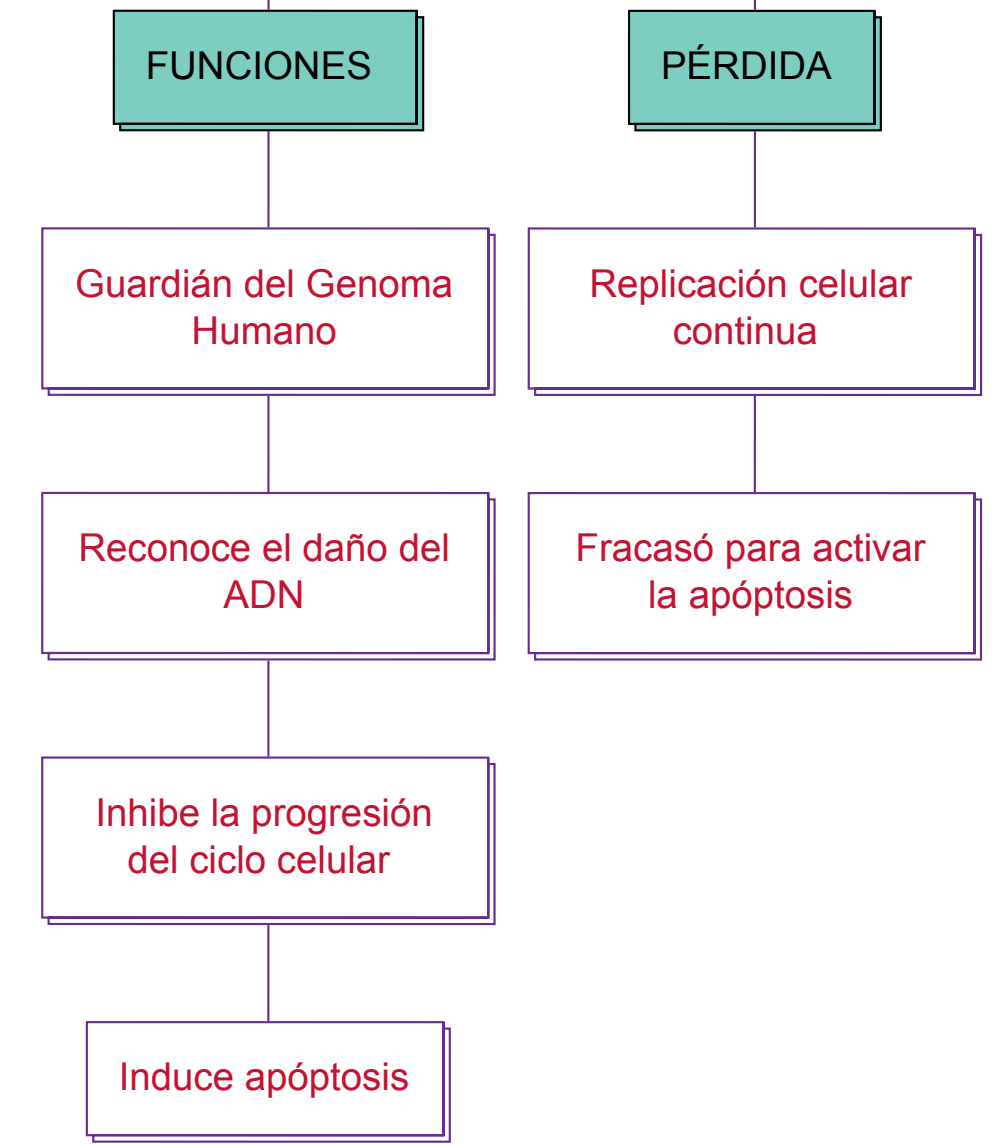 FUNCIONES
Guardián del Genoma
Humano
Reconoce el daño del
ADN
Inhibe la progresión
del ciclo celular
Induce apóptosis
PÉRDIDA
Replicación celular
continua
Fracasó para activar
la apóptosis